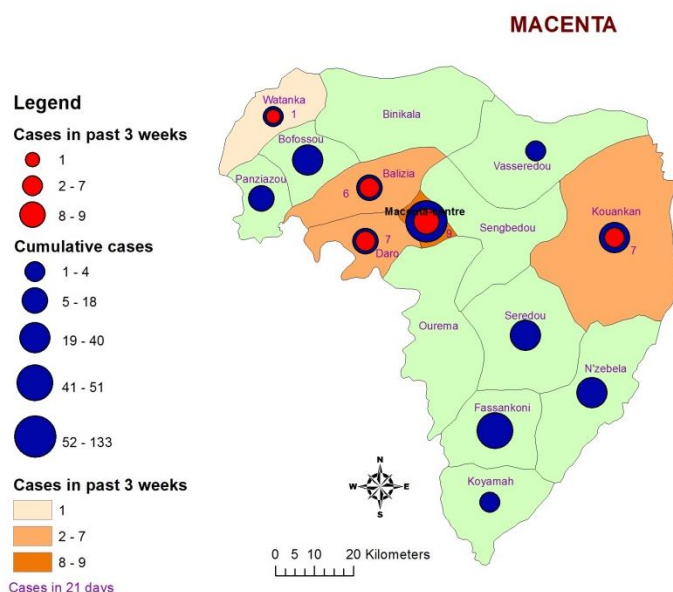 MACENTA
Legend
Cases in past 3 weeks
1
2 - 7
8 - 9
Cumulative cases
1 - 4
5 - 18
19 - 40
41 - 51
52 - 133
Cases in past 3 weeks
1
2 - 7
8 - 9
Cases in 21 days
Watanka
1
Binikala
Bofossou
Vasseredou
Panziazou
Balizia
6
Macenta-centre
9
Kouankan
7
Sengbedou
7
Daro
Ourema
Seredou
N'zebela
Fassankoni
Koyamah
N
W E
S
0 5 10 20 Kilometers